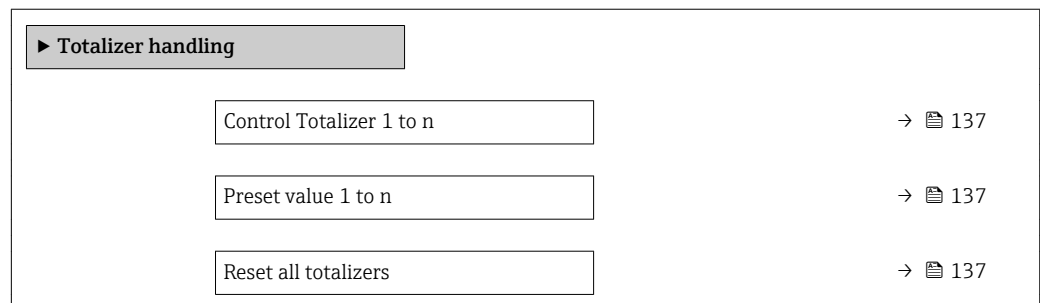 ▶ Totalizer handling
Control Totalizer 1 to n → 137
Preset value 1 to n → 137
Reset all totalizers → 137